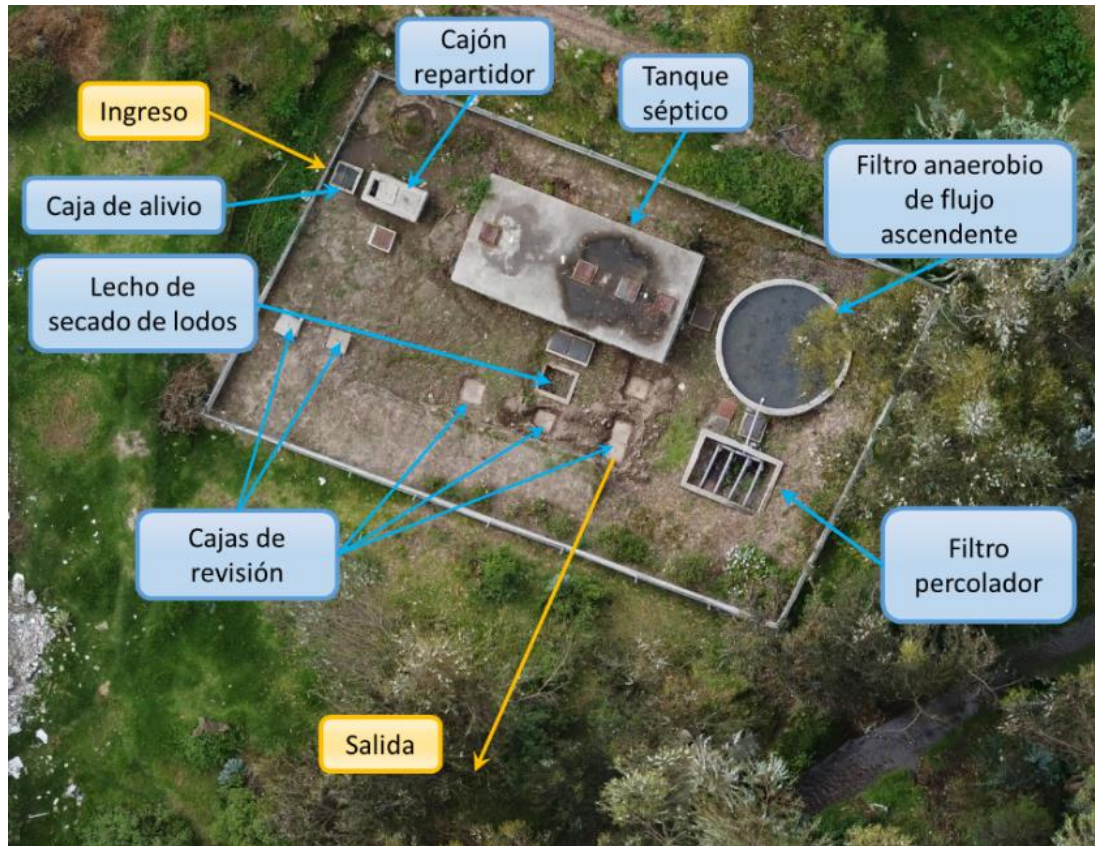 Cajón
repartidor
Tanque
séptico
Ingreso
Filtro anaerobio
de flujo
ascendente
Caja de alivio
Lecho de
secado de lodos
Cajas de
revisión
Filtro
percolador
Salida